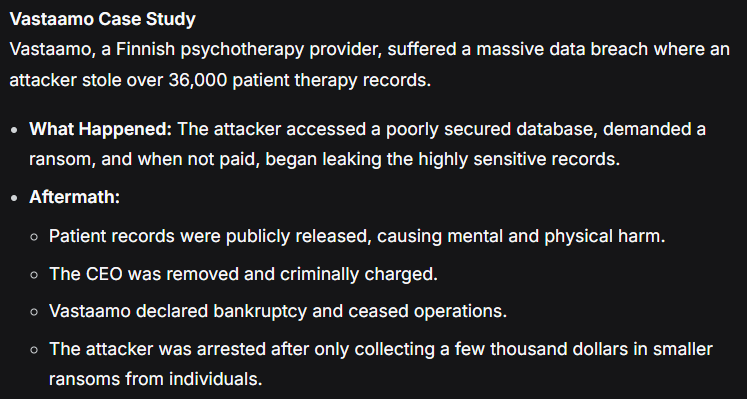 Vastaamo Case Study
Vastaamo, a Finnish psychotherapy provider, suffered a massive data breach where an
attacker stole over 36,000 patient therapy records.
• What Happened: The attacker accessed a poorly secured database, demanded a
ransom, and when not paid, began leaking the highly sensitive records.
• Aftermath:
○ Patient records were publicly released, causing mental and physical harm.
○ The CEO was removed and criminally charged.
○ Vastaamo declared bankruptcy and ceased operations.
○ The attacker was arrested after only collecting a few thousand dollars in smaller
ransoms from individuals.